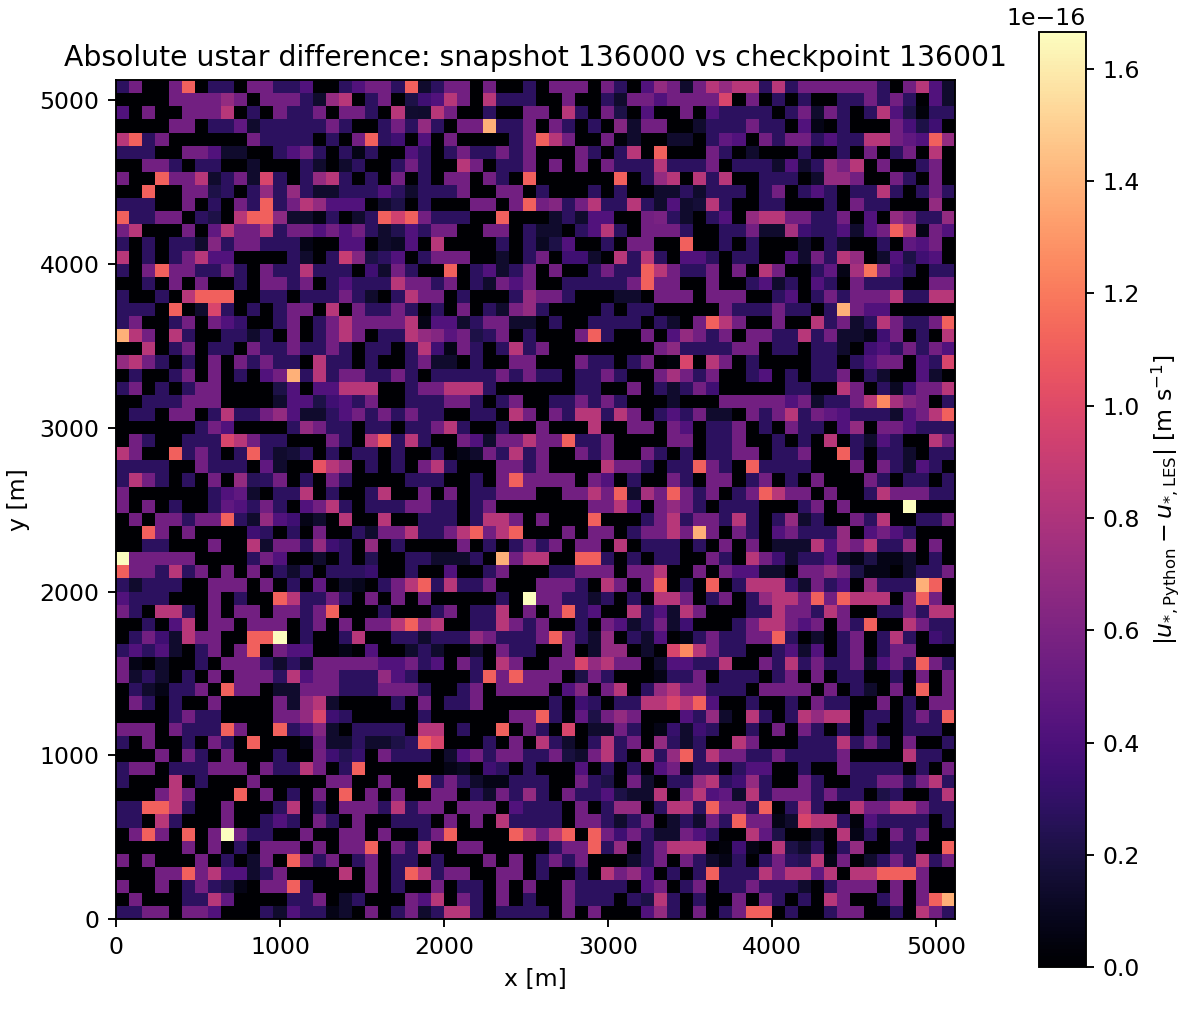 1e−16
Absolute ustar difference: snapshot 136000 vs checkpoint 136001
5000
4000
3000
2000
1000
0
y [m]
0 1000 2000 3000 4000 5000
x [m]
1.6
1.4
1.2
1.0
0.8
0.6
0.4
0.2
0.0
|u*, Python − u*, LES| [m s−1]